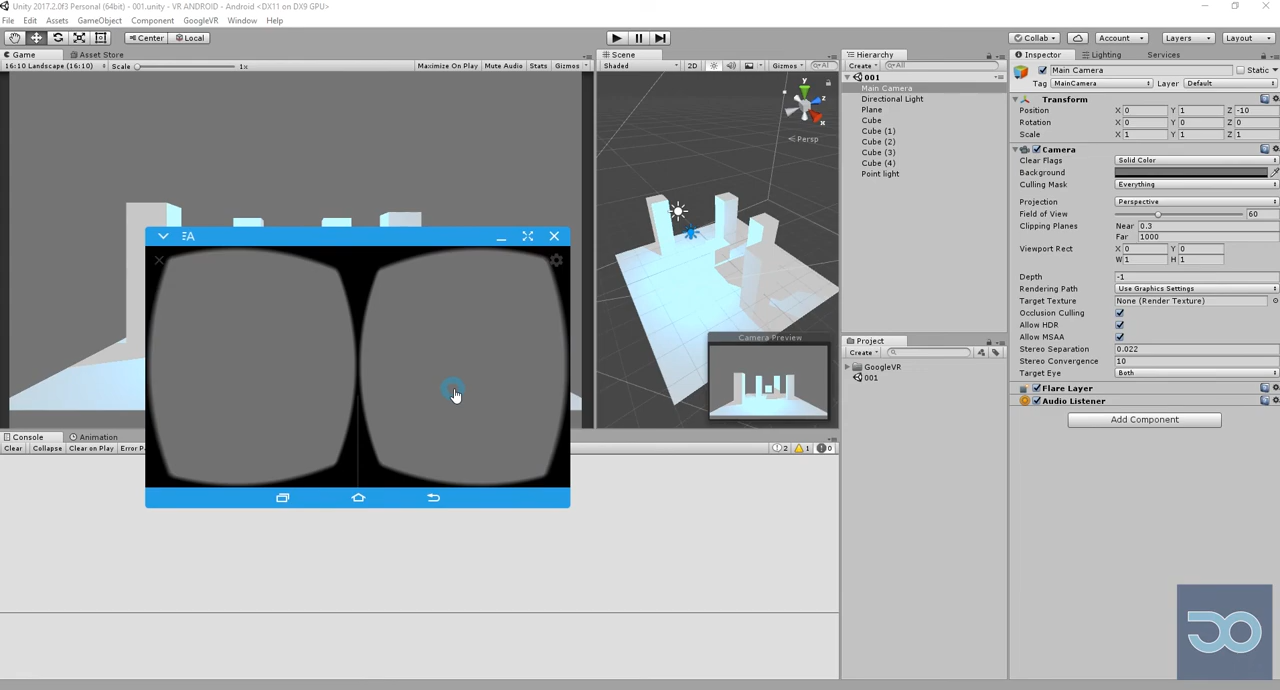 Unity 2017.2.0f3 Personal (64bit) - 001.unity - VR ANDROID - Android <DX11 on DX9 GPU>
File Edit Assets GameObject Component GoogleVR Window Help
Center Local Collab Account Layers Layout
Game Asset Store
16:10 Landscape (16:10) Scale 1x Maximize On Play Mute Audio Stats Gizmos
Scene
Shaded 2D Gizmos All
y
z
x
Persp
Camera Preview
Hierarchy
Create All
001
Main Camera
Directional Light
Plane
Cube
Cube (1)
Cube (2)
Cube (3)
Cube (4)
Point light
Project
Create
GoogleVR
001
Inspector Lighting Services
Main Camera Static
Tag MainCamera Layer Default
Transform
Position X 0 Y 1 Z -10
Rotation X 0 Y 0 Z 0
Scale X 1 Y 1 Z 1
Camera
Clear Flags Solid Color
Background
Culling Mask Everything
Projection Perspective
Field of View 60
Clipping Planes Near 0.3
Far 1000
Viewport Rect X 0 Y 0
W 1 H 1
Depth -1
Rendering Path Use Graphics Settings
Target Texture None (Render Texture)
Occlusion Culling
Allow HDR
Allow MSAA
Stereo Separation 0.022
Stereo Convergence 10
Target Eye Both
Flare Layer
Audio Listener
Add Component
Console Animation
Clear Collapse Clear on Play Error P 2 1 0